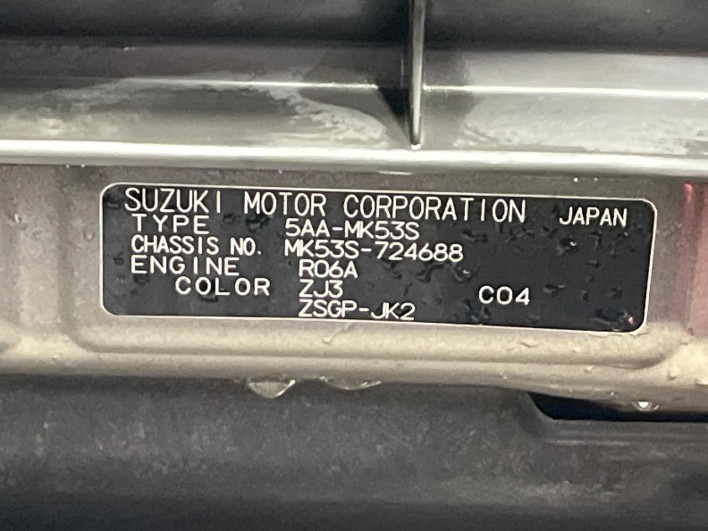 SUZUKI MOTOR CORPORATION JAPAN
TYPE 5AA-MK53S
CHASSIS NO. MK53S-724688
ENGINE R06A
COLOR ZJ3 C04
ZSGP-JK2